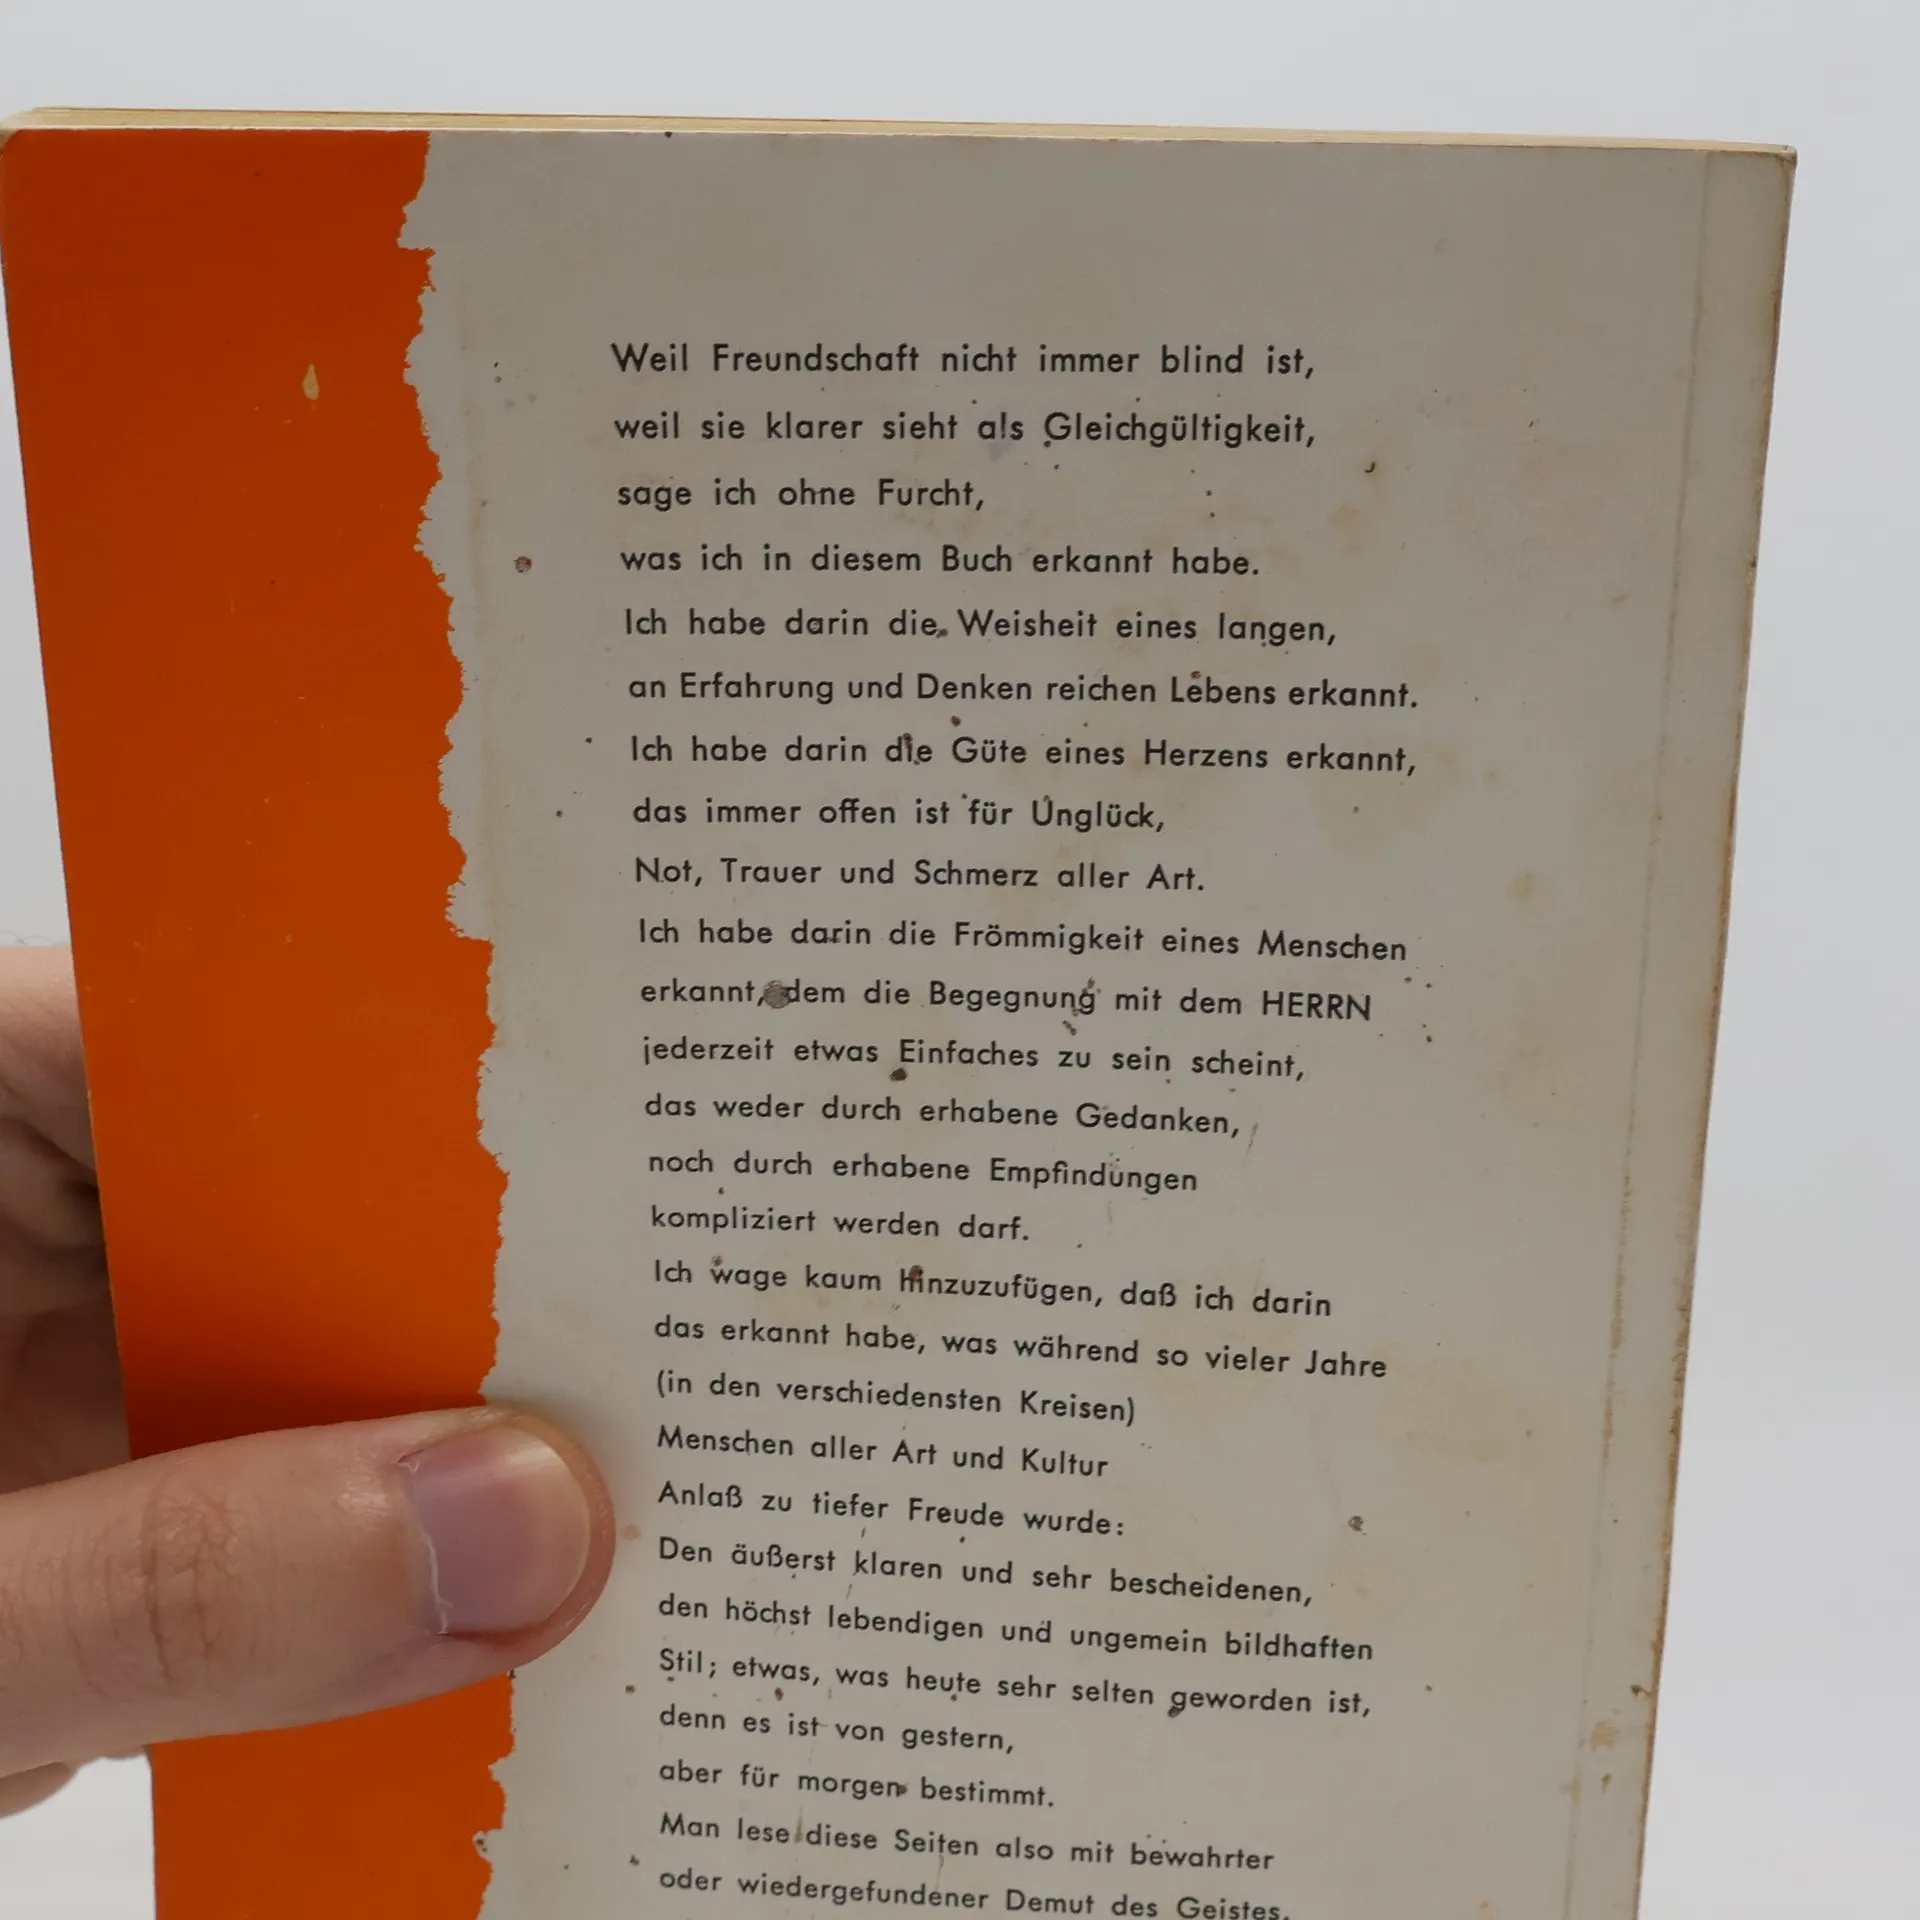 Weil Freundschaft nicht immer blind ist,
weil sie klarer sieht als Gleichgültigkeit,
sage ich ohne Furcht,
was ich in diesem Buch erkannt habe.
Ich habe darin die Weisheit eines langen,
an Erfahrung und Denken reichen Lebens erkannt.
Ich habe darin die Güte eines Herzens erkannt,
das immer offen ist für Unglück,
Not, Trauer und Schmerz aller Art.
Ich habe darin die Frömmigkeit eines Menschen
erkannt, dem die Begegnung mit dem HERRN
jederzeit etwas Einfaches zu sein scheint,
das weder durch erhabene Gedanken,
noch durch erhabene Empfindungen
kompliziert werden darf.
Ich wage kaum hinzuzufügen, daß ich darin
das erkannt habe, was während so vieler Jahre
(in den verschiedensten Kreisen)
Menschen aller Art und Kultur
Anlaß zu tiefer Freude wurde:
Den äußerst klaren und sehr bescheidenen,
den höchst lebendigen und ungemein bildhaften
Stil; etwas, was heute sehr selten geworden ist,
denn es ist von gestern,
aber für morgen bestimmt.
Man lese diese Seiten also mit bewahrter
oder wiedergefundener Demut des Geistes.